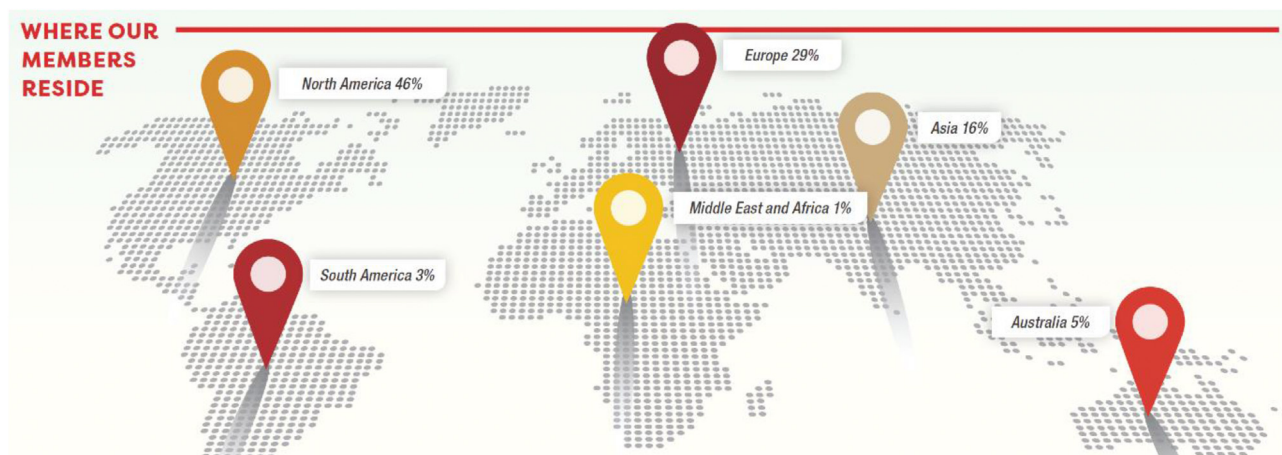 WHERE OUR
MEMBERS
RESIDE
North America 46%
Europe 29%
Asia 16%
Middle East and Africa 1%
South America 3%
Australia 5%